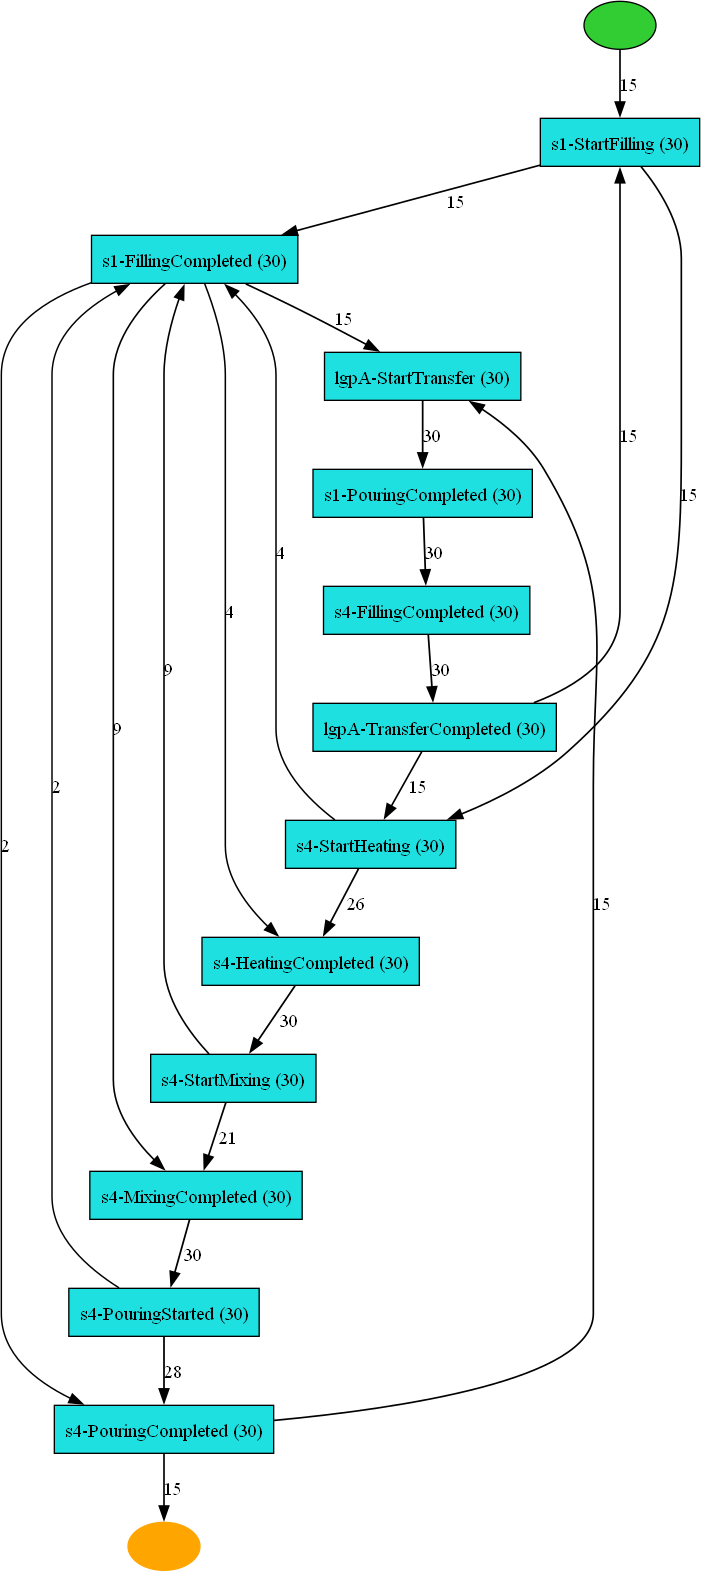 15
s1-StartFilling (30)
15
s1-FillingCompleted (30)
15
lgpA-StartTransfer (30)
30
15
s1-PouringCompleted (30)
15
4
30
s4-FillingCompleted (30)
4
9
30
9
lgpA-TransferCompleted (30)
2
15
2
s4-StartHeating (30)
26
15
s4-HeatingCompleted (30)
30
s4-StartMixing (30)
21
s4-MixingCompleted (30)
30
s4-PouringStarted (30)
28
s4-PouringCompleted (30)
15